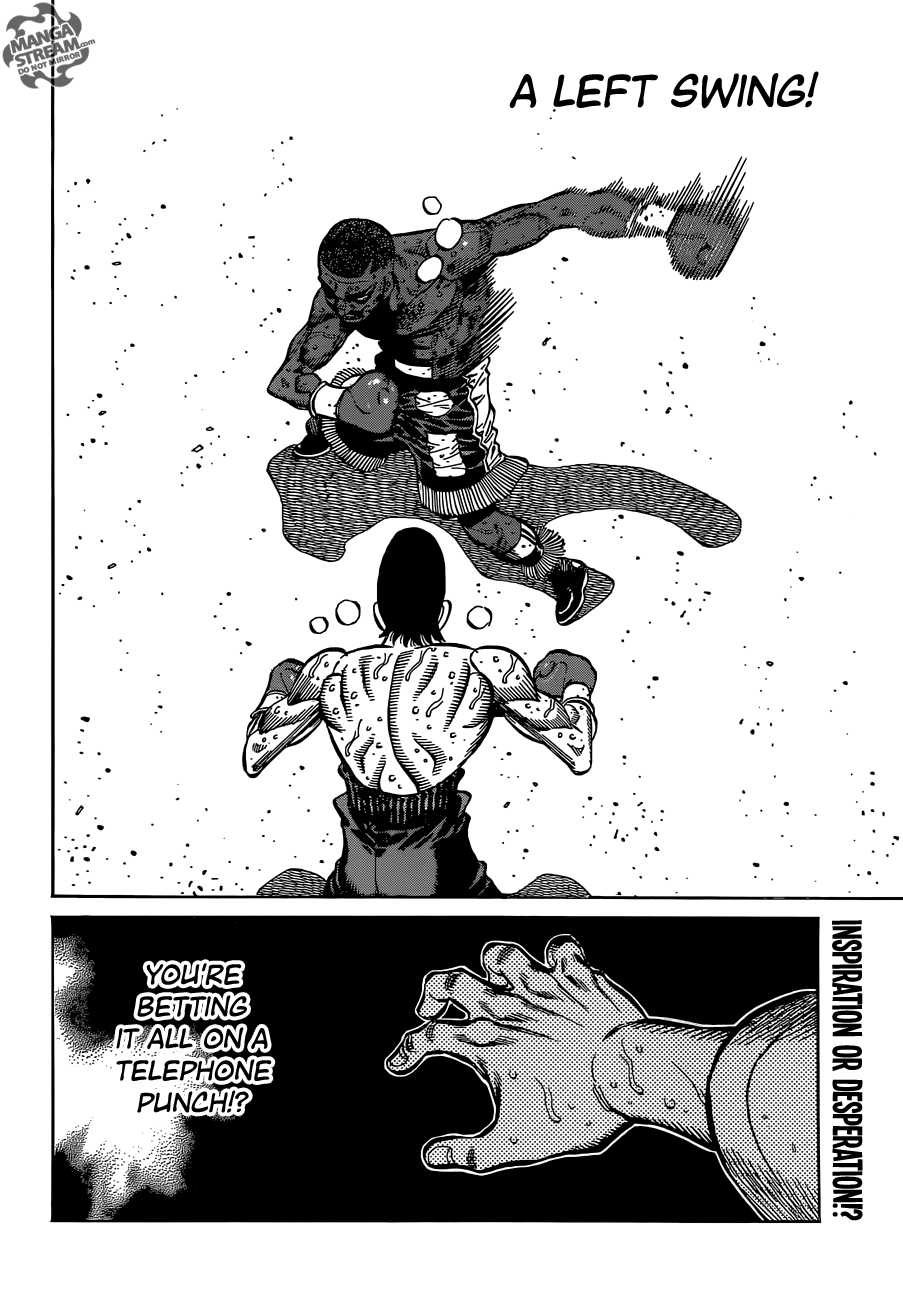 MANGA
STREAM.com
DO NOT MIRROR
A LEFT SWING!
YOU'RE
BETTING
IT ALL ON A
TELEPHONE
PUNCH!?
INSPIRATION OR DESPERATION!?